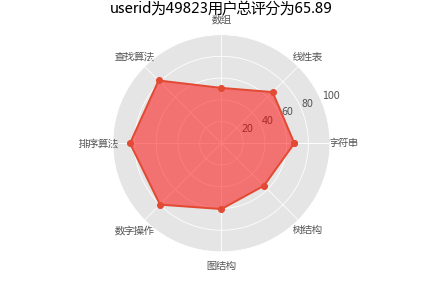 userid为49823用户总评分为65.89
数组
查找算法
线性表
100
80
60
40
20
排序算法
字符串
数字操作
树结构
图结构